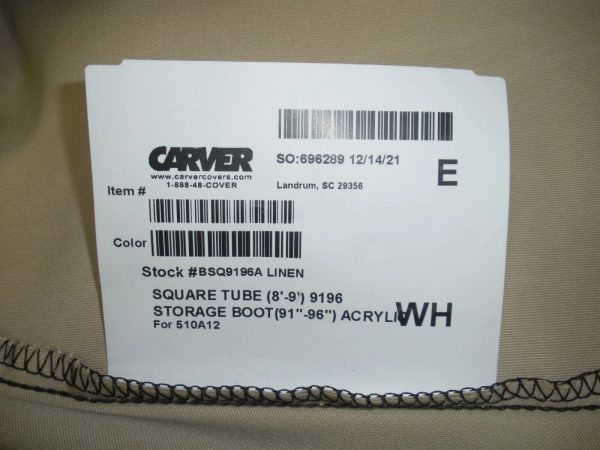 CARVER
www.carvercovers.com
1-888-48-COVER
SO:696289 12/14/21
Landrum, SC 29356
E
Item #
Color
Stock #BSQ9196A LINEN
SQUARE TUBE (8'-9') 9196
STORAGE BOOT(91"-96") ACRYLIC
WH
For 510A12